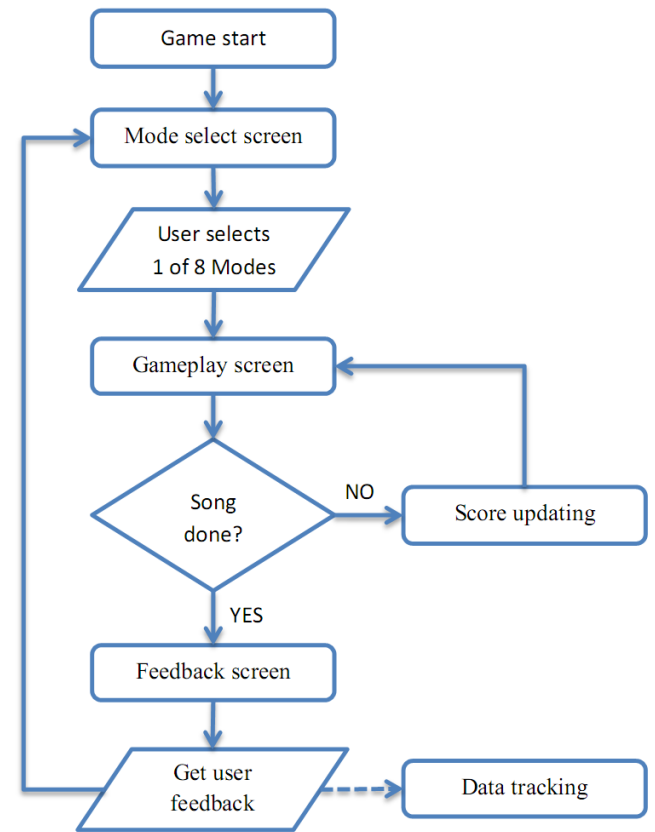 Game start
Mode select screen
User selects
1 of 8 Modes
Gameplay screen
Song
done?
NO
Score updating
YES
Feedback screen
Get user
feedback
Data tracking